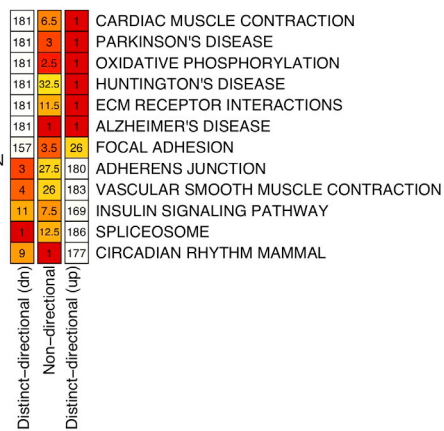 181 6.5 1 CARDIAC MUSCLE CONTRACTION
181 3 1 PARKINSON'S DISEASE
181 2.5 1 OXIDATIVE PHOSPHORYLATION
181 32.5 1 HUNTINGTON'S DISEASE
181 11.5 1 ECM RECEPTOR INTERACTIONS
181 1 1 ALZHEIMER'S DISEASE
157 3.5 26 FOCAL ADHESION
3 27.5 180 ADHERENS JUNCTION
4 26 183 VASCULAR SMOOTH MUSCLE CONTRACTION
11 7.5 169 INSULIN SIGNALING PATHWAY
1 12.5 186 SPLICEOSOME
9 1 177 CIRCADIAN RHYTHM MAMMAL
Distinct−directional (dn)
Non−directional
Distinct−directional (up)